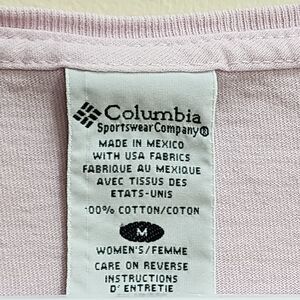 Columbia
Sportswear Company®
MADE IN MEXICO
WITH USA FABRICS
FABRIQUE AU MEXIQUE
AVEC TISSUS DES
ETATS-UNIS
100% COTTON/COTON
M
WOMEN'S/FEMME
CARE ON REVERSE
INSTRUCTIONS
D'ENTRETIE